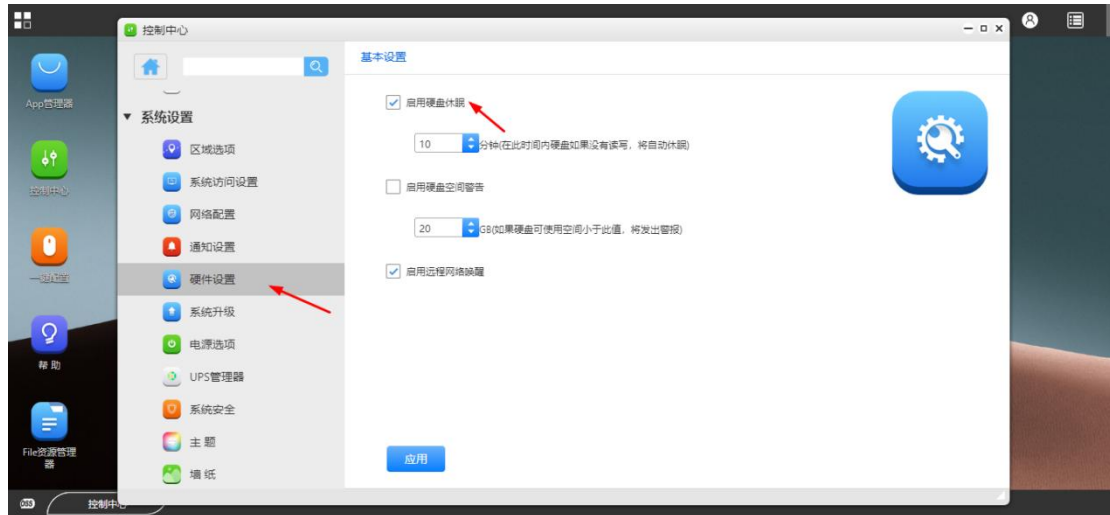 控制中心
App管理器
控制中心
一键配置
帮 助
File资源管理
器
系统设置
区域选项
系统访问设置
网络配置
通知设置
硬件设置
系统升级
电源选项
UPS管理器
系统安全
主 题
墙 纸
基本设置
启用硬盘休眠
10 分钟(在此时间内硬盘如果没有读写，将自动休眠)
启用硬盘空间警告
20 GB(如果硬盘可使用空间小于此值，将发出警报)
启用远程网络唤醒
应用
控制中心